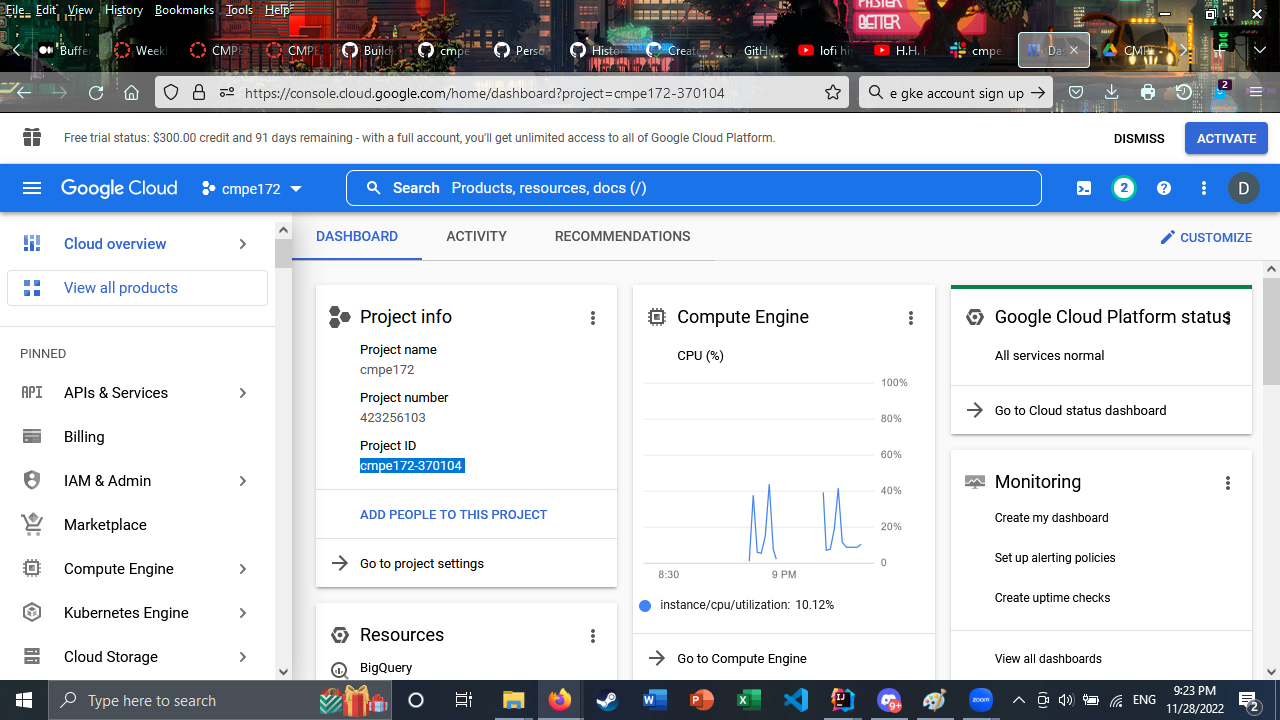 File Edit View History Bookmarks Tools Help
FASTER
BETTER
Buffer
Week
CMPE
CMPE
Build
cmpe
Perso
Histo
Creat
GitHu
lofi hi
H.H.
cmpe
Das
CMP
https://console.cloud.google.com/home/dashboard?project=cmpe172-370104
e gke account sign up
2
Free trial status: $300.00 credit and 91 days remaining - with a full account, you'll get unlimited access to all of Google Cloud Platform.
DISMISS
ACTIVATE
Google Cloud
cmpe172
Search Products, resources, docs (/)
2
D
Cloud overview
View all products
PINNED
API APIs & Services
Billing
IAM & Admin
Marketplace
Compute Engine
Kubernetes Engine
Cloud Storage
DASHBOARD
ACTIVITY
RECOMMENDATIONS
CUSTOMIZE
Project info
Project name
cmpe172
Project number
423256103
Project ID
cmpe172-370104
ADD PEOPLE TO THIS PROJECT
Go to project settings
Resources
BigQuery
Compute Engine
CPU (%)
100%
80%
60%
40%
20%
0
8:30
9 PM
instance/cpu/utilization: 10.12%
Go to Compute Engine
Google Cloud Platform status
All services normal
Go to Cloud status dashboard
Monitoring
Create my dashboard
Set up alerting policies
Create uptime checks
View all dashboards
Type here to search
9+
zoom
ENG
9:23 PM
11/28/2022
2